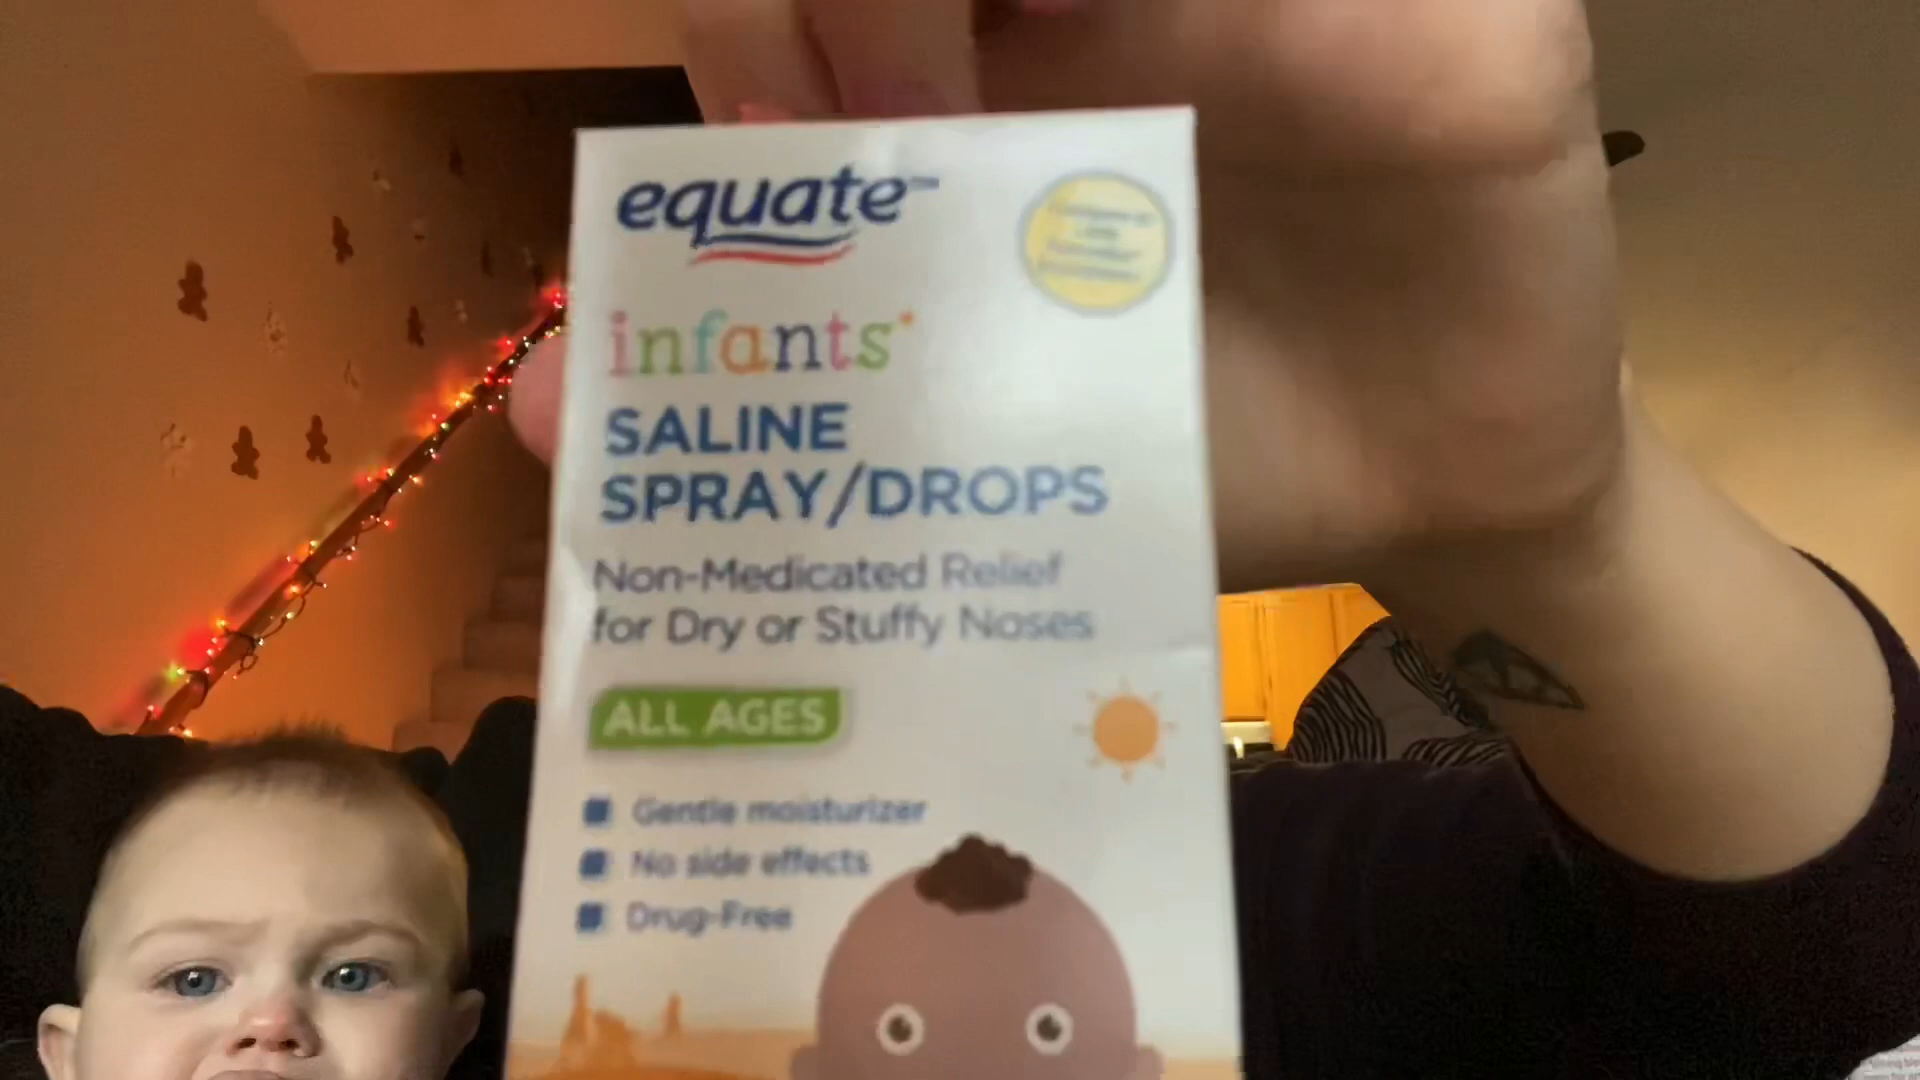 equate™
infants*
SALINE
SPRAY/DROPS
Non-Medicated Relief
for Dry or Stuffy Noses
ALL AGES
Gentle moisturizer
No side effects
Drug-Free